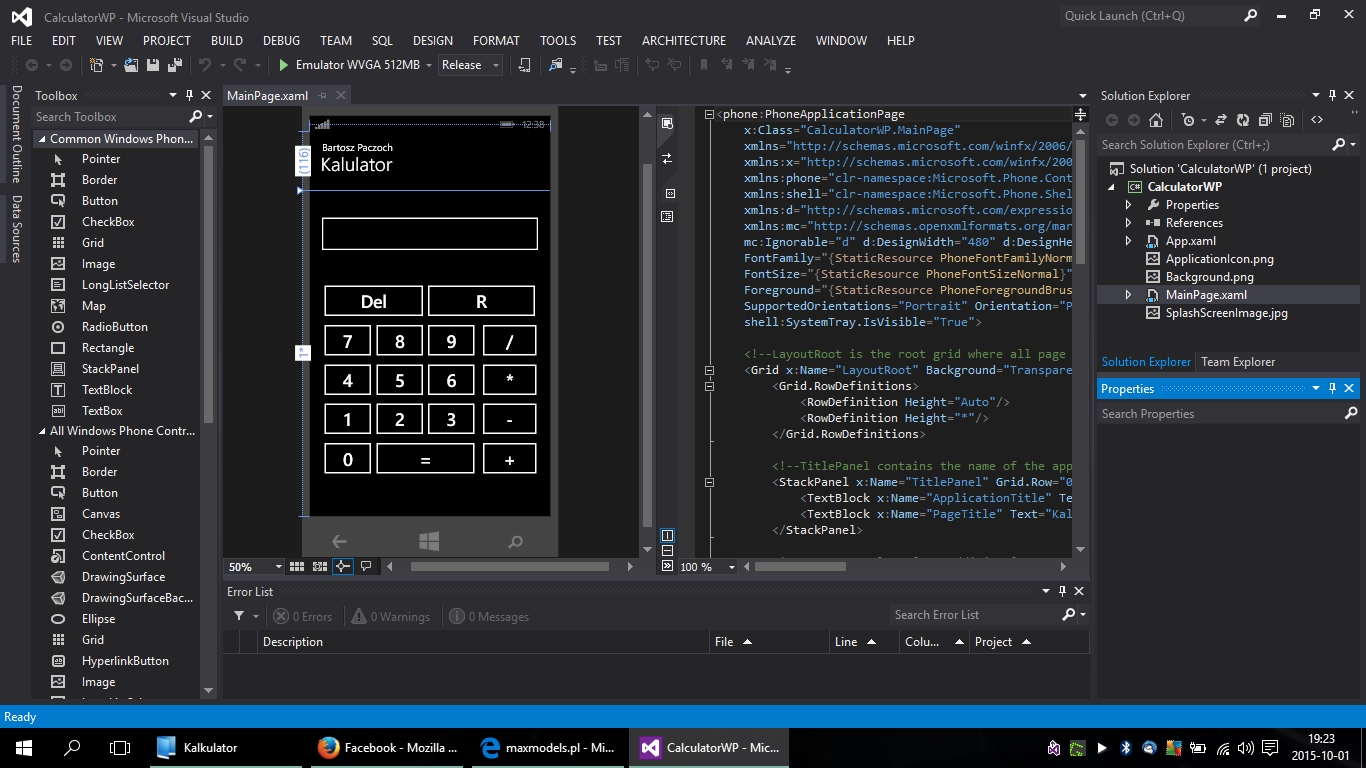 CalculatorWP - Microsoft Visual Studio
Quick Launch (Ctrl+Q)
FILE EDIT VIEW PROJECT BUILD DEBUG TEAM SQL DESIGN FORMAT TOOLS TEST ARCHITECTURE ANALYZE WINDOW HELP
Emulator WVGA 512MB Release
Document Outline
Data Sources
Toolbox
Search Toolbox
Common Windows Phon...
Pointer
Border
Button
CheckBox
Grid
Image
LongListSelector
Map
RadioButton
Rectangle
StackPanel
TextBlock
TextBox
All Windows Phone Contr...
Pointer
Border
Button
Canvas
CheckBox
ContentControl
DrawingSurface
DrawingSurfaceBac...
Ellipse
Grid
HyperlinkButton
Image
MainPage.xaml
12:38
(116)
Bartosz Paczoch
Kalulator
1*
Del R
7 8 9 /
4 5 6 *
1 2 3 -
0 = +
50%
<phone:PhoneApplicationPage
x:Class="CalculatorWP.MainPage"
xmlns="http://schemas.microsoft.com/winfx/2006/
xmlns:x="http://schemas.microsoft.com/winfx/200
xmlns:phone="clr-namespace:Microsoft.Phone.Cont
xmlns:shell="clr-namespace:Microsoft.Phone.Shel
xmlns:d="http://schemas.microsoft.com/expressio
xmlns:mc="http://schemas.openxmlformats.org/mar
mc:Ignorable="d" d:DesignWidth="480" d:DesignHe
FontFamily="{StaticResource PhoneFontFamilyNorm
FontSize="{StaticResource PhoneFontSizeNormal}"
Foreground="{StaticResource PhoneForegroundBrus
SupportedOrientations="Portrait" Orientation="P
shell:SystemTray.IsVisible="True">
<!--LayoutRoot is the root grid where all page
<Grid x:Name="LayoutRoot" Background="Transpare
<Grid.RowDefinitions>
<RowDefinition Height="Auto"/>
<RowDefinition Height="*"/>
</Grid.RowDefinitions>
<!--TitlePanel contains the name of the app
<StackPanel x:Name="TitlePanel" Grid.Row="0
<TextBlock x:Name="ApplicationTitle" Te
<TextBlock x:Name="PageTitle" Text="Kal
</StackPanel>
100 %
Solution Explorer
Search Solution Explorer (Ctrl+;)
Solution 'CalculatorWP' (1 project)
CalculatorWP
Properties
References
App.xaml
ApplicationIcon.png
Background.png
MainPage.xaml
SplashScreenImage.jpg
Solution Explorer Team Explorer
Properties
Search Properties
Error List
0 Errors 0 Warnings 0 Messages
Search Error List
Description File Line Colu... Project
Ready
Kalkulator
Facebook - Mozilla ...
maxmodels.pl - Mi...
CalculatorWP - Mic...
19:23
2015-10-01